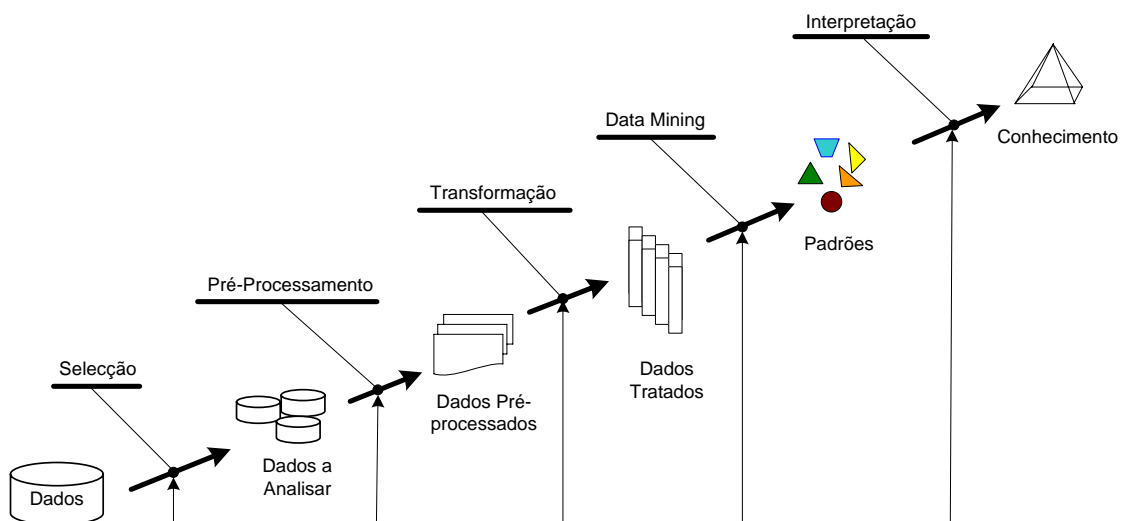 Interpretação
Conhecimento
Data Mining
Padrões
Transformação
Dados
Tratados
Pré-Processamento
Dados Pré-
processados
Selecção
Dados a
Analisar
Dados